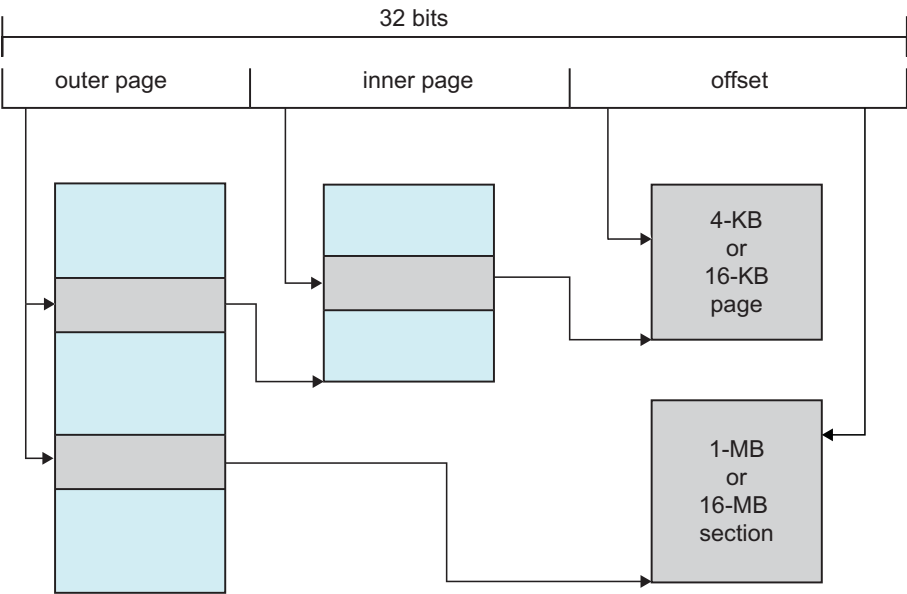 32 bits
outer page
inner page
offset
4-KB
or
16-KB
page
1-MB
or
16-MB
section